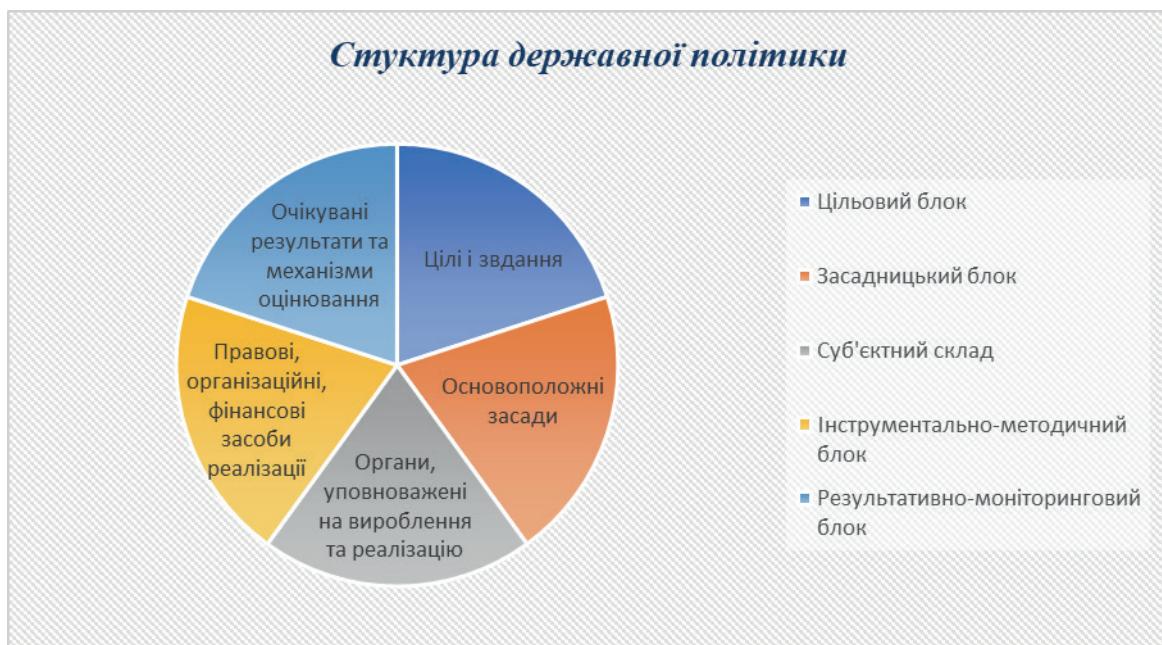 Стуктура державної політики
Очікувані
результати та
механізми
оцінювання
Цілі і звдання
Правові,
організаційні,
фінансові
засоби
реалізації
Основоположні
засади
Органи,
уповноважені
на вироблення
та реалізацію
Цільовий блок
Засадницький блок
Суб'єктний склад
Інструментально-методичний
блок
Результативно-моніторинговий
блок